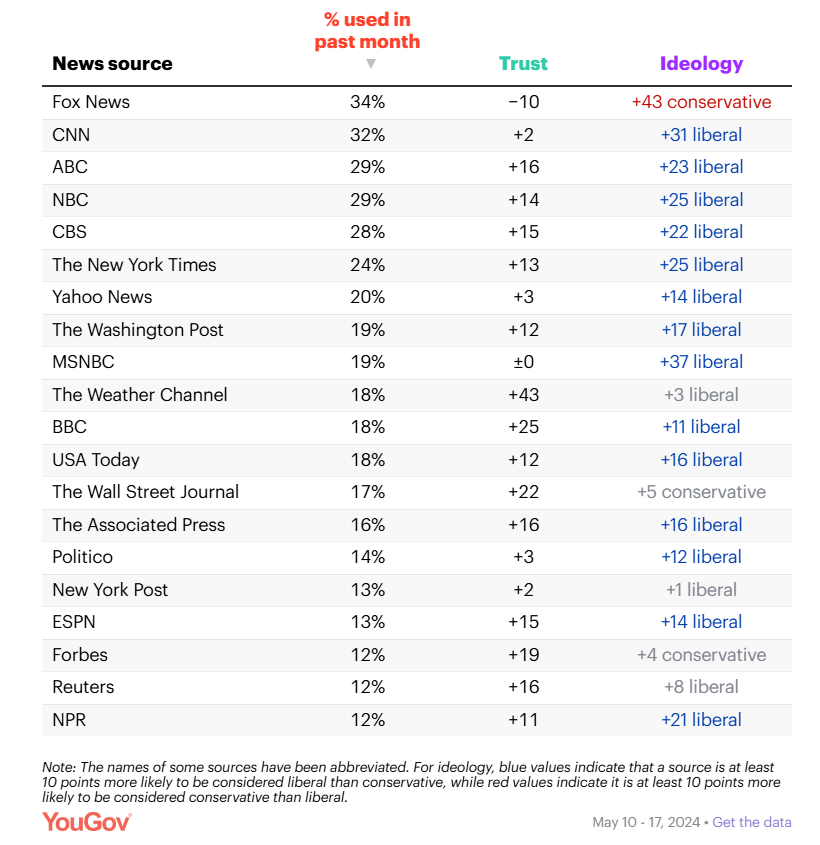 % used in
past month
News source ▼ Trust Ideology
Fox News 34% −10 +43 conservative
CNN 32% +2 +31 liberal
ABC 29% +16 +23 liberal
NBC 29% +14 +25 liberal
CBS 28% +15 +22 liberal
The New York Times 24% +13 +25 liberal
Yahoo News 20% +3 +14 liberal
The Washington Post 19% +12 +17 liberal
MSNBC 19% ±0 +37 liberal
The Weather Channel 18% +43 +3 liberal
BBC 18% +25 +11 liberal
USA Today 18% +12 +16 liberal
The Wall Street Journal 17% +22 +5 conservative
The Associated Press 16% +16 +16 liberal
Politico 14% +3 +12 liberal
New York Post 13% +2 +1 liberal
ESPN 13% +15 +14 liberal
Forbes 12% +19 +4 conservative
Reuters 12% +16 +8 liberal
NPR 12% +11 +21 liberal
Note: The names of some sources have been abbreviated. For ideology, blue values indicate that a source is at least
10 points more likely to be considered liberal than conservative, while red values indicate it is at least 10 points more
likely to be considered conservative than liberal.
YouGov May 10 - 17, 2024 • Get the data